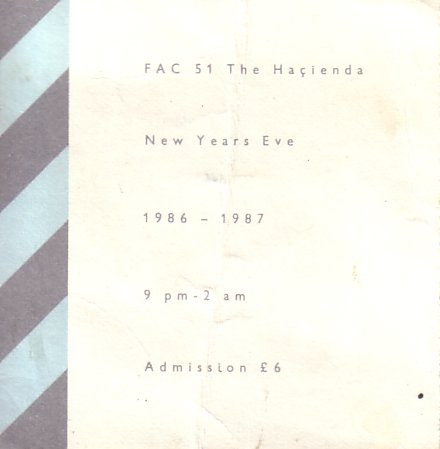 FAC 51 The Haçienda
New Years Eve
1986 – 1987
9 pm-2 am
Admission £6